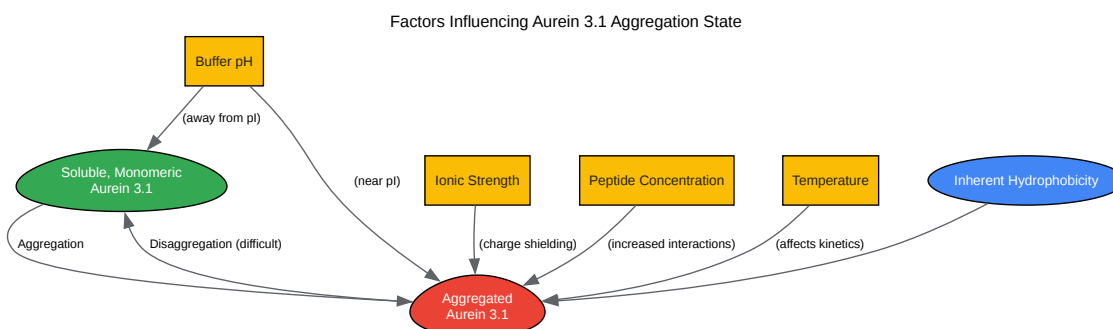 Factors Influencing Aurein 3.1 Aggregation State
Buffer pH
(away from pI)
Soluble, Monomeric
Aurein 3.1
(near pI)
Ionic Strength
Peptide Concentration
Temperature
Inherent Hydrophobicity
Aggregation
Disaggregation (difficult)
(charge shielding)
(increased interactions)
(affects kinetics)
Aggregated
Aurein 3.1